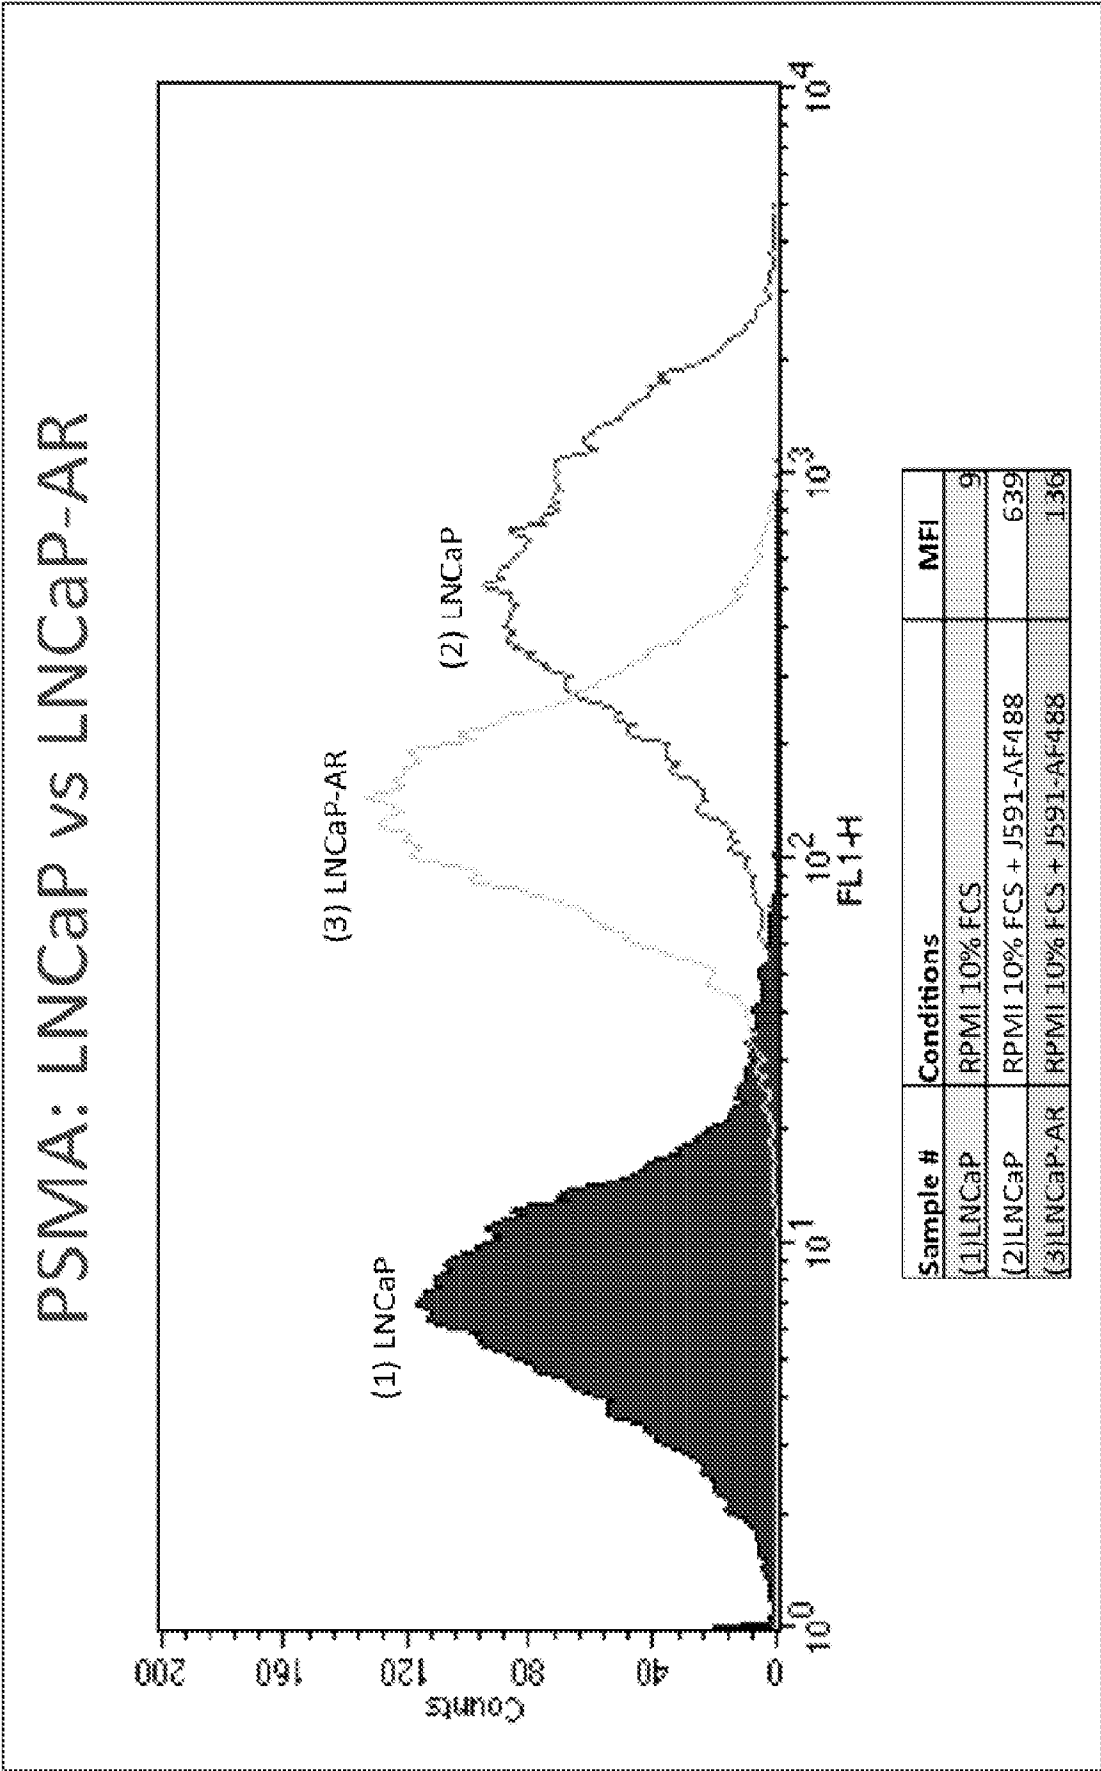 PSMA: LNCaP vs LNCaP-AR
Counts
200
160
120
80
40
0
(1) LNCaP
(3) LNCaP-AR
(2) LNCaP
10^0
10^1
10^2
10^3
10^4
FL1-H
Sample # Conditions MFI
(1)LNCaP RPMI 10% FCS 9
(2)LNCaP RPMI 10% FCS + J591-AF488 639
(3)LNCaP-AR RPMI 10% FCS + J591-AF488 136